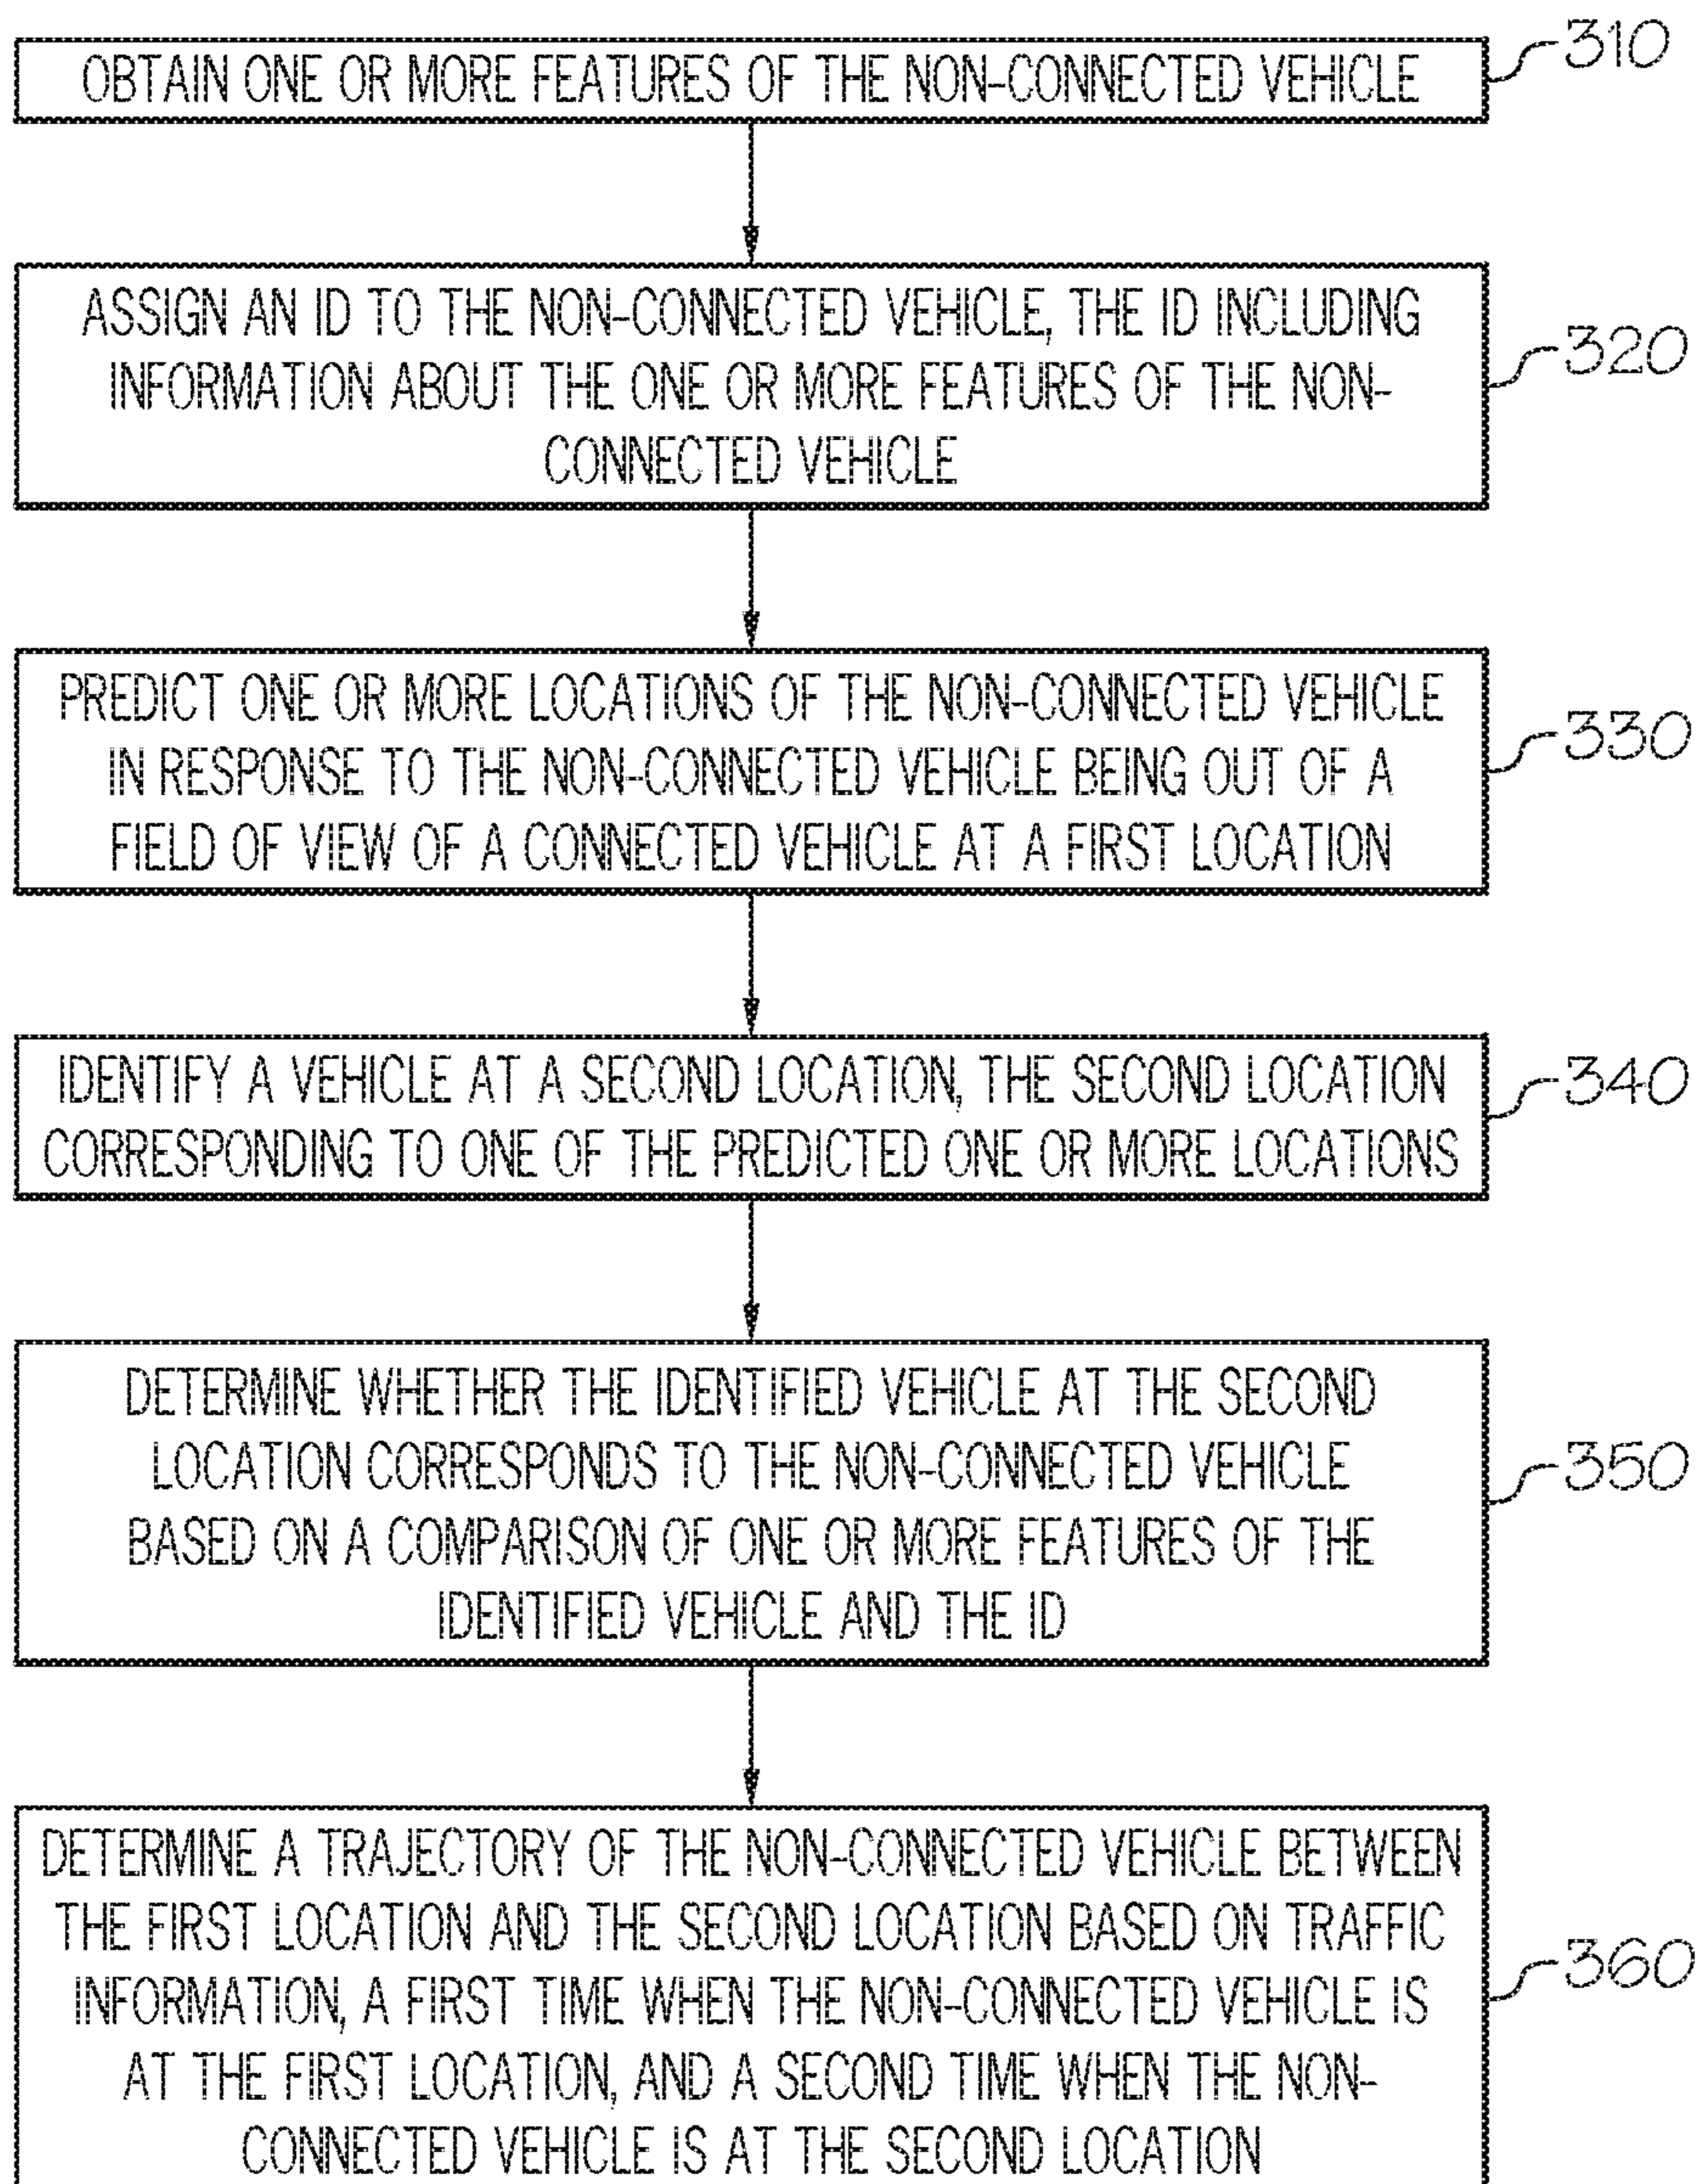 OBTAIN ONE OR MORE FEATURES OF THE NON-CONNECTED VEHICLE
310
ASSIGN AN ID TO THE NON-CONNECTED VEHICLE, THE ID INCLUDING
INFORMATION ABOUT THE ONE OR MORE FEATURES OF THE NON-
CONNECTED VEHICLE
320
PREDICT ONE OR MORE LOCATIONS OF THE NON-CONNECTED VEHICLE
IN RESPONSE TO THE NON-CONNECTED VEHICLE BEING OUT OF A
FIELD OF VIEW OF A CONNECTED VEHICLE AT A FIRST LOCATION
330
IDENTIFY A VEHICLE AT A SECOND LOCATION, THE SECOND LOCATION
CORRESPONDING TO ONE OF THE PREDICTED ONE OR MORE LOCATIONS
340
DETERMINE WHETHER THE IDENTIFIED VEHICLE AT THE SECOND
LOCATION CORRESPONDS TO THE NON-CONNECTED VEHICLE
BASED ON A COMPARISON OF ONE OR MORE FEATURES OF THE
IDENTIFIED VEHICLE AND THE ID
350
DETERMINE A TRAJECTORY OF THE NON-CONNECTED VEHICLE BETWEEN
THE FIRST LOCATION AND THE SECOND LOCATION BASED ON TRAFFIC
INFORMATION, A FIRST TIME WHEN THE NON-CONNECTED VEHICLE IS
AT THE FIRST LOCATION, AND A SECOND TIME WHEN THE NON-
CONNECTED VEHICLE IS AT THE SECOND LOCATION
360